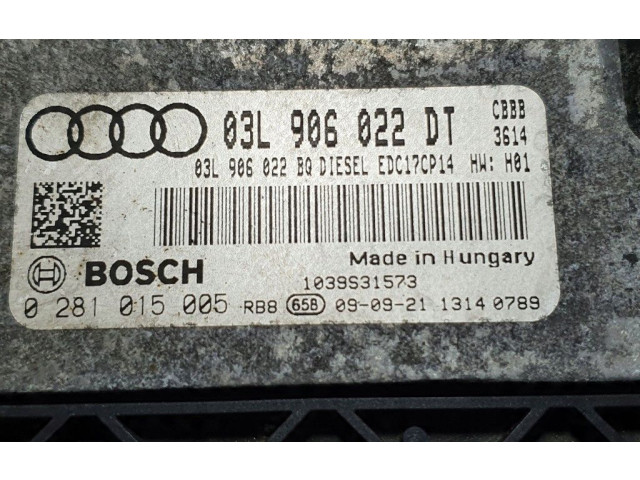 03L 906 022 DT CBBB
3614
03L 906 022 BQ DIESEL EDC17CP14 HW: H01
BOSCH Made in Hungary
1039S31573
0 281 015 005 RB8 658 09-09-21 1314 0789